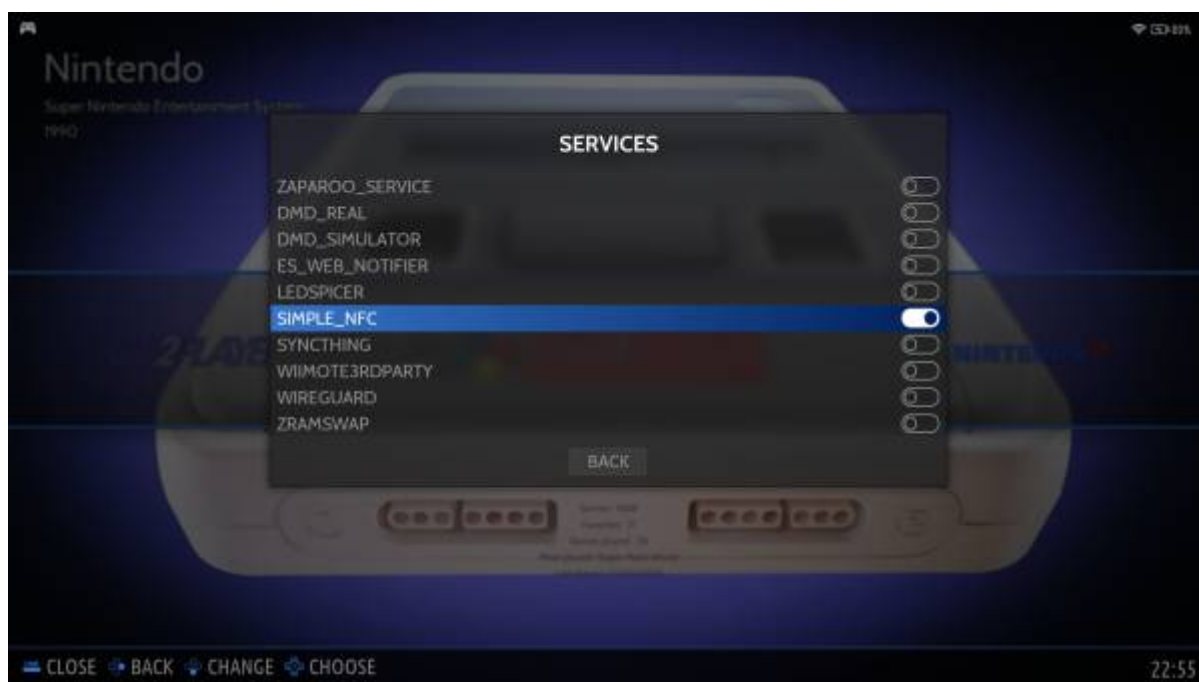 Nintendo
Super Nintendo Entertainment System
1990
SERVICES
ZAPAROO_SERVICE
DMD_REAL
DMD_SIMULATOR
ES_WEB_NOTIFIER
LEDSPICER
SIMPLE_NFC
SYNCTHING
WIIMOTE3RDPARTY
WIREGUARD
ZRAMSWAP
BACK
CLOSE BACK CHANGE CHOOSE
22:55